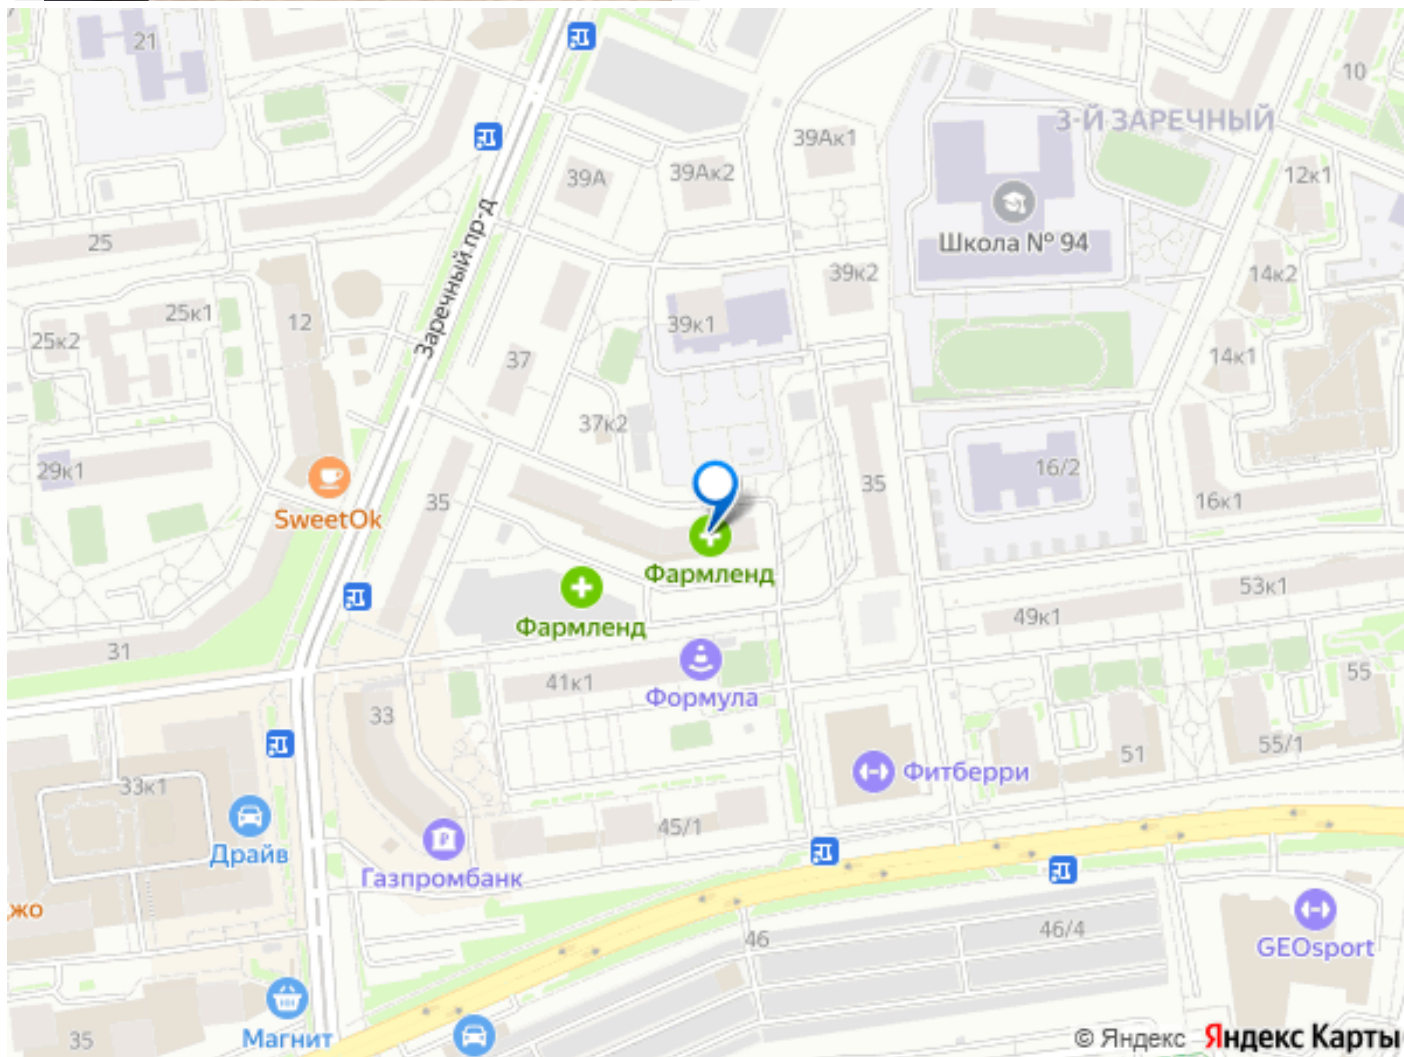 21
10
3-Й ЗАРЕЧНЫЙ
39Ак1
39А
39Ак2
12к1
Заречный пр-д
25
Школа № 94
39к2
14к2
25к1
12
39к1
25к2
37
14к1
37к2
29к1
16/2
35
35
16к1
SweetOk
Фармленд
53к1
Фармленд
49к1
31
41к1
Формула
55
33
55/1
51
Фитберри
33к1
45/1
Драйв
Газпромбанк
жо
46
46/4
GEOsport
Магнит
35
© Яндекс Яндекс Карты